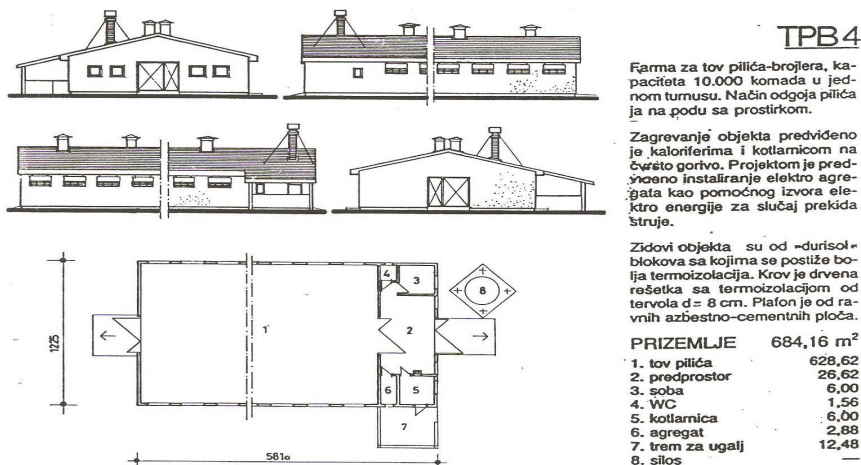 TPB 4
Farma za tov pilića-brojlera, ka-
paciteta 10.000 komada u jed-
nom turnusu. Način odgoja pilića
ja na podu sa prostirkom.
Zagrevanje objekta predviđeno
je kaloriferima i kotlarnicom na
čvrsto gorivo. Projektom je pred-
viđeno instaliranje elektro agre-
gata kao pomoćnog izvora ele-
ktro energije za slučaj prekida
struje.
Zidovi objekta su od »durisol«
blokova sa kojima se postiže bo-
lja termoizolacija. Krov je drvena
rešetka sa termoizolacijom od
tervola d= 8 cm. Plafon je od ra-
vnih azbestno-cementnih ploča.
PRIZEMLJE 684,16 m²
1. tov pilića 628,62
2. predprostor 26,62
3. soba 6,00
4. WC 1,56
5. kotlarnica 6,00
6. agregat 2,88
7. trem za ugalj 12,48
8. silos —
4
3
8
1
2
6
5
7
1225
5810